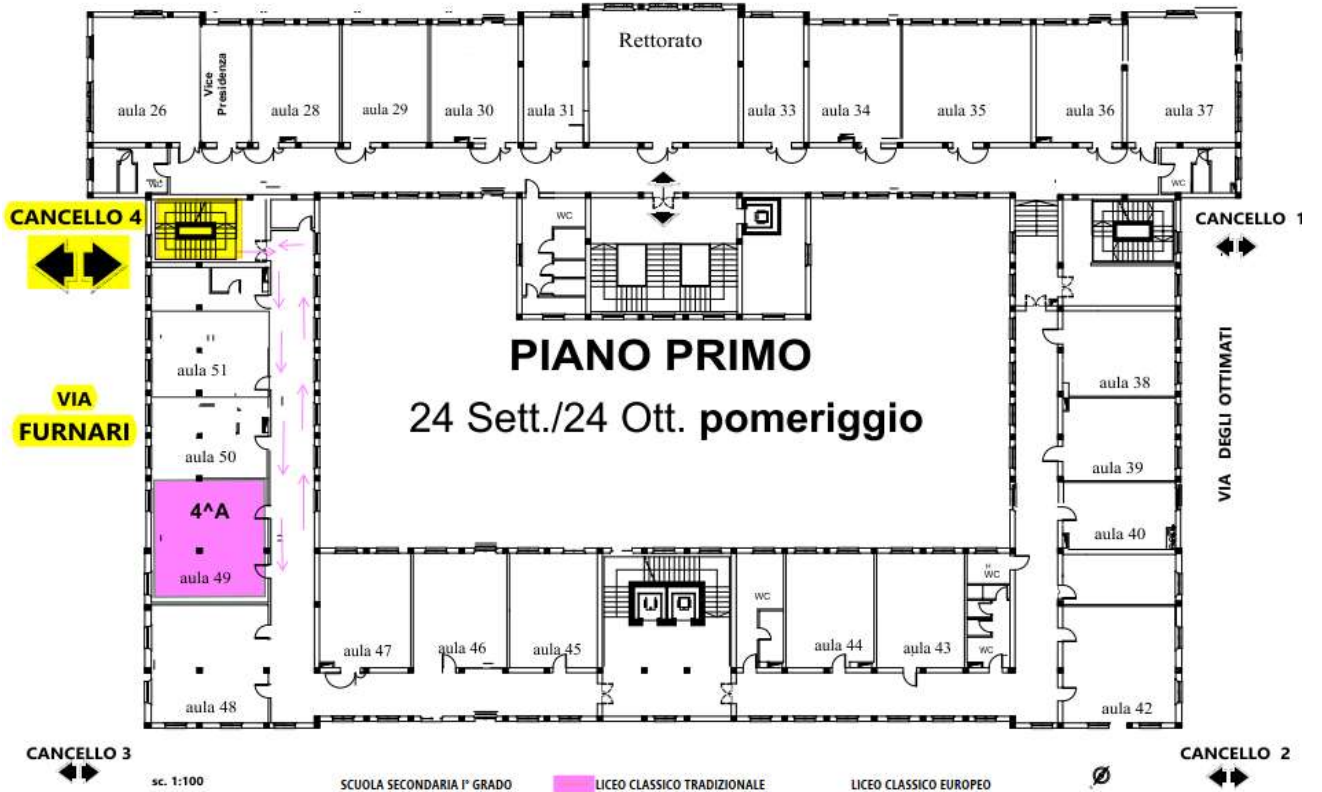 Rettorato
Vice
Presidenza
aula 26
aula 28
aula 29
aula 30
aula 31
aula 33
aula 34
aula 35
aula 36
aula 37
WC
WC
CANCELLO 4
WC
CANCELLO 1
PIANO PRIMO
24 Sett./24 Ott. pomeriggio
aula 51
aula 38
VIA
FURNARI
VIA DEGLI OTTIMATI
aula 50
aula 39
4^A
aula 40
aula 49
WC
WC
aula 47
aula 46
aula 45
aula 44
aula 43
WC
aula 48
aula 42
CANCELLO 3
CANCELLO 2
sc. 1:100
SCUOLA SECONDARIA I° GRADO
LICEO CLASSICO TRADIZIONALE
LICEO CLASSICO EUROPEO